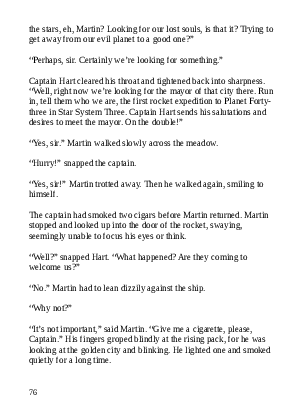 the stars, eh, Martin? Looking for our lost souls, is that it? Trying to
get away from our evil planet to a good one?”
“Perhaps, sir. Certainly we’re looking for something.”
Captain Hart cleared his throat and tightened back into sharpness.
“Well, right now we’re looking for the mayor of that city there. Run
in, tell them who we are, the first rocket expedition to Planet Forty-
three in Star System Three. Captain Hart sends his salutations and
desires to meet the mayor. On the double!”
“Yes, sir.” Martin walked slowly across the meadow.
“Hurry!” snapped the captain.
“Yes, sir!” Martin trotted away. Then he walked again, smiling to
himself.
The captain had smoked two cigars before Martin returned. Martin
stopped and looked up into the door of the rocket, swaying,
seemingly unable to focus his eyes or think.
“Well?” snapped Hart. “What happened? Are they coming to
welcome us?”
“No.” Martin had to lean dizzily against the ship.
“Why not?”
“It’s not important,” said Martin. “Give me a cigarette, please,
Captain.” His fingers groped blindly at the rising pack, for he was
looking at the golden city and blinking. He lighted one and smoked
quietly for a long time.
76